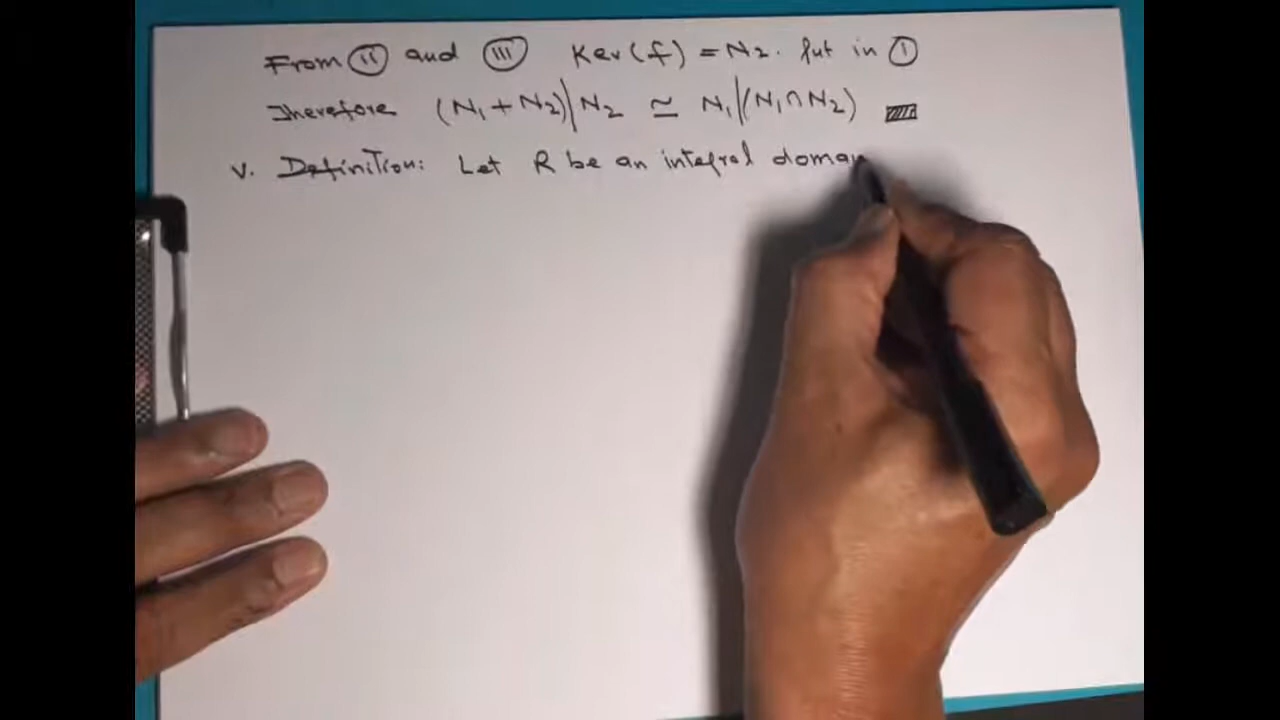 From (ii) and (iii) Ker(f) = N₂. put in (i)
Therefore (N₁ + N₂)|N₂ ≃ N₁|(N₁ ∩ N₂)
V. Definition: Let R be an integral domain